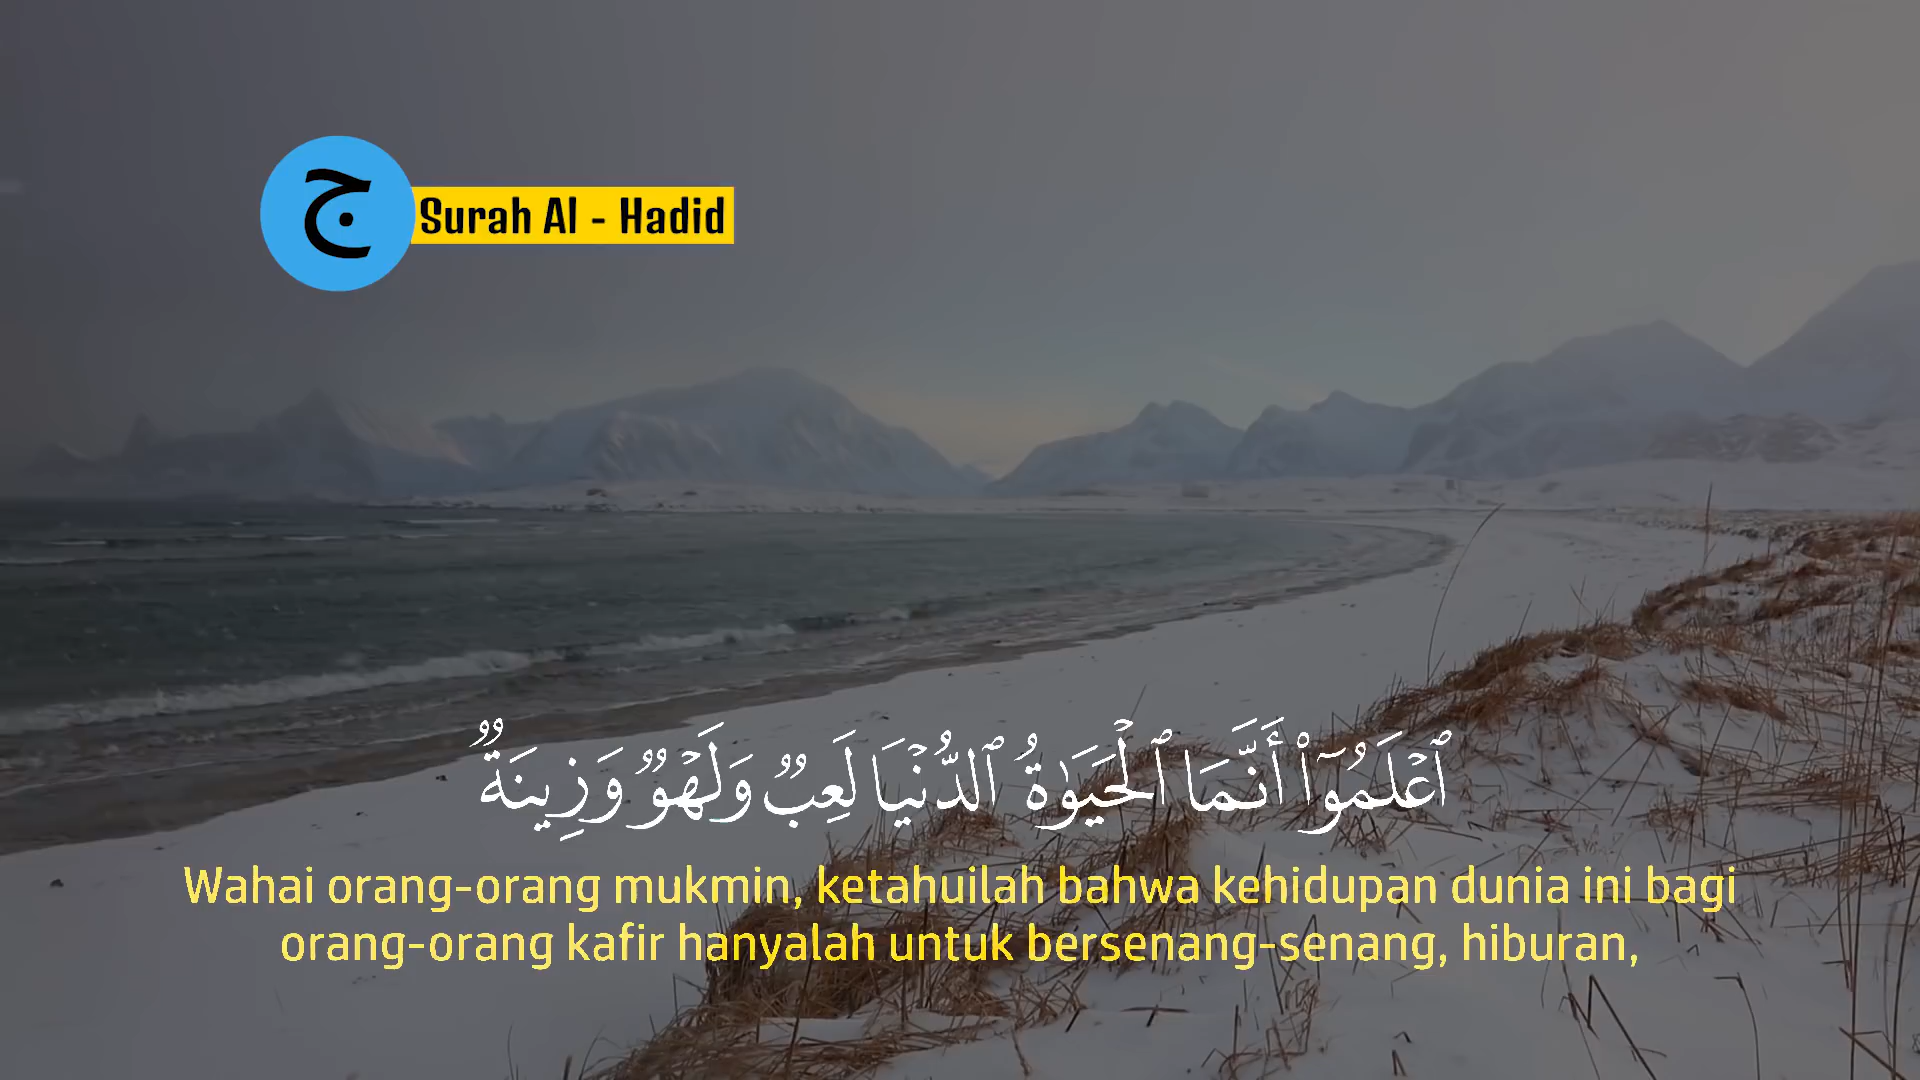 ج
Surah Al - Hadid
ٱعْلَمُوٓا۟ أَنَّمَا ٱلْحَيَوٰةُ ٱلدُّنْيَا لَعِبٌ وَلَهْوٌ وَزِينَةٌ
Wahai orang-orang mukmin, ketahuilah bahwa kehidupan dunia ini bagi
orang-orang kafir hanyalah untuk bersenang-senang, hiburan,